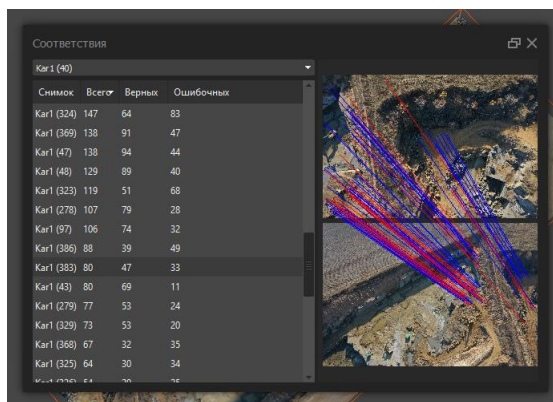 Соответствия
Kar1 (40)
Снимок Всего Верных Ошибочных
Kar1 (324) 147 64 83
Kar1 (369) 138 91 47
Kar1 (47) 138 94 44
Kar1 (48) 129 89 40
Kar1 (323) 119 51 68
Kar1 (278) 107 79 28
Kar1 (97) 106 74 32
Kar1 (386) 88 39 49
Kar1 (383) 80 47 33
Kar1 (43) 80 69 11
Kar1 (279) 77 53 24
Kar1 (329) 73 53 20
Kar1 (368) 67 32 35
Kar1 (325) 64 30 34